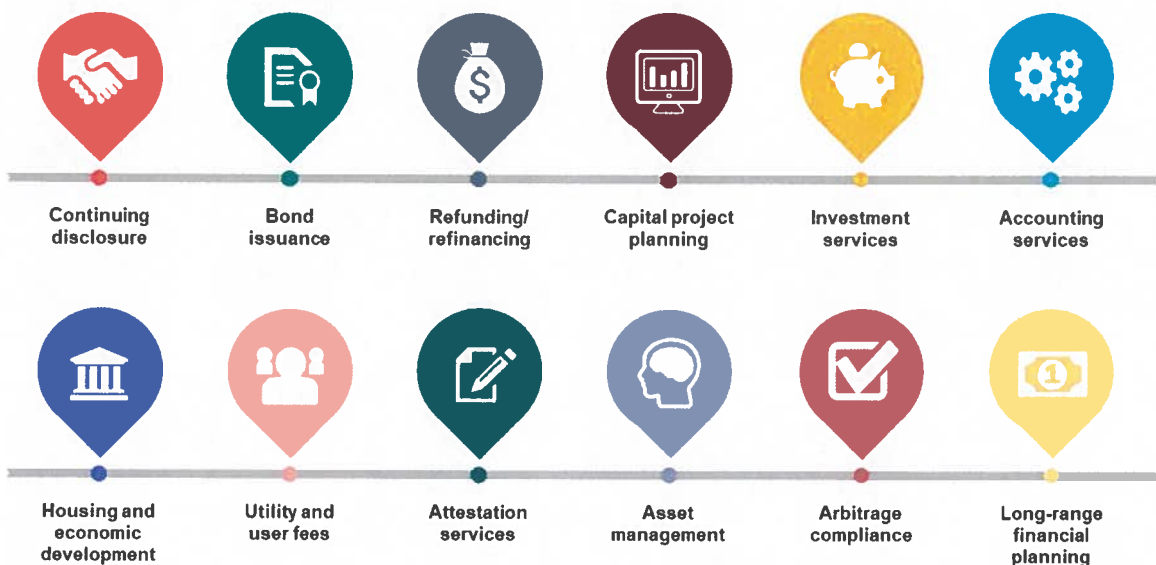 $
Continuing
disclosure
Bond
issuance
Refunding/
refinancing
Capital project
planning
Investment
services
Accounting
services
1
Housing and
economic
development
Utility and
user fees
Attestation
services
Asset
management
Arbitrage
compliance
Long-range
financial
planning